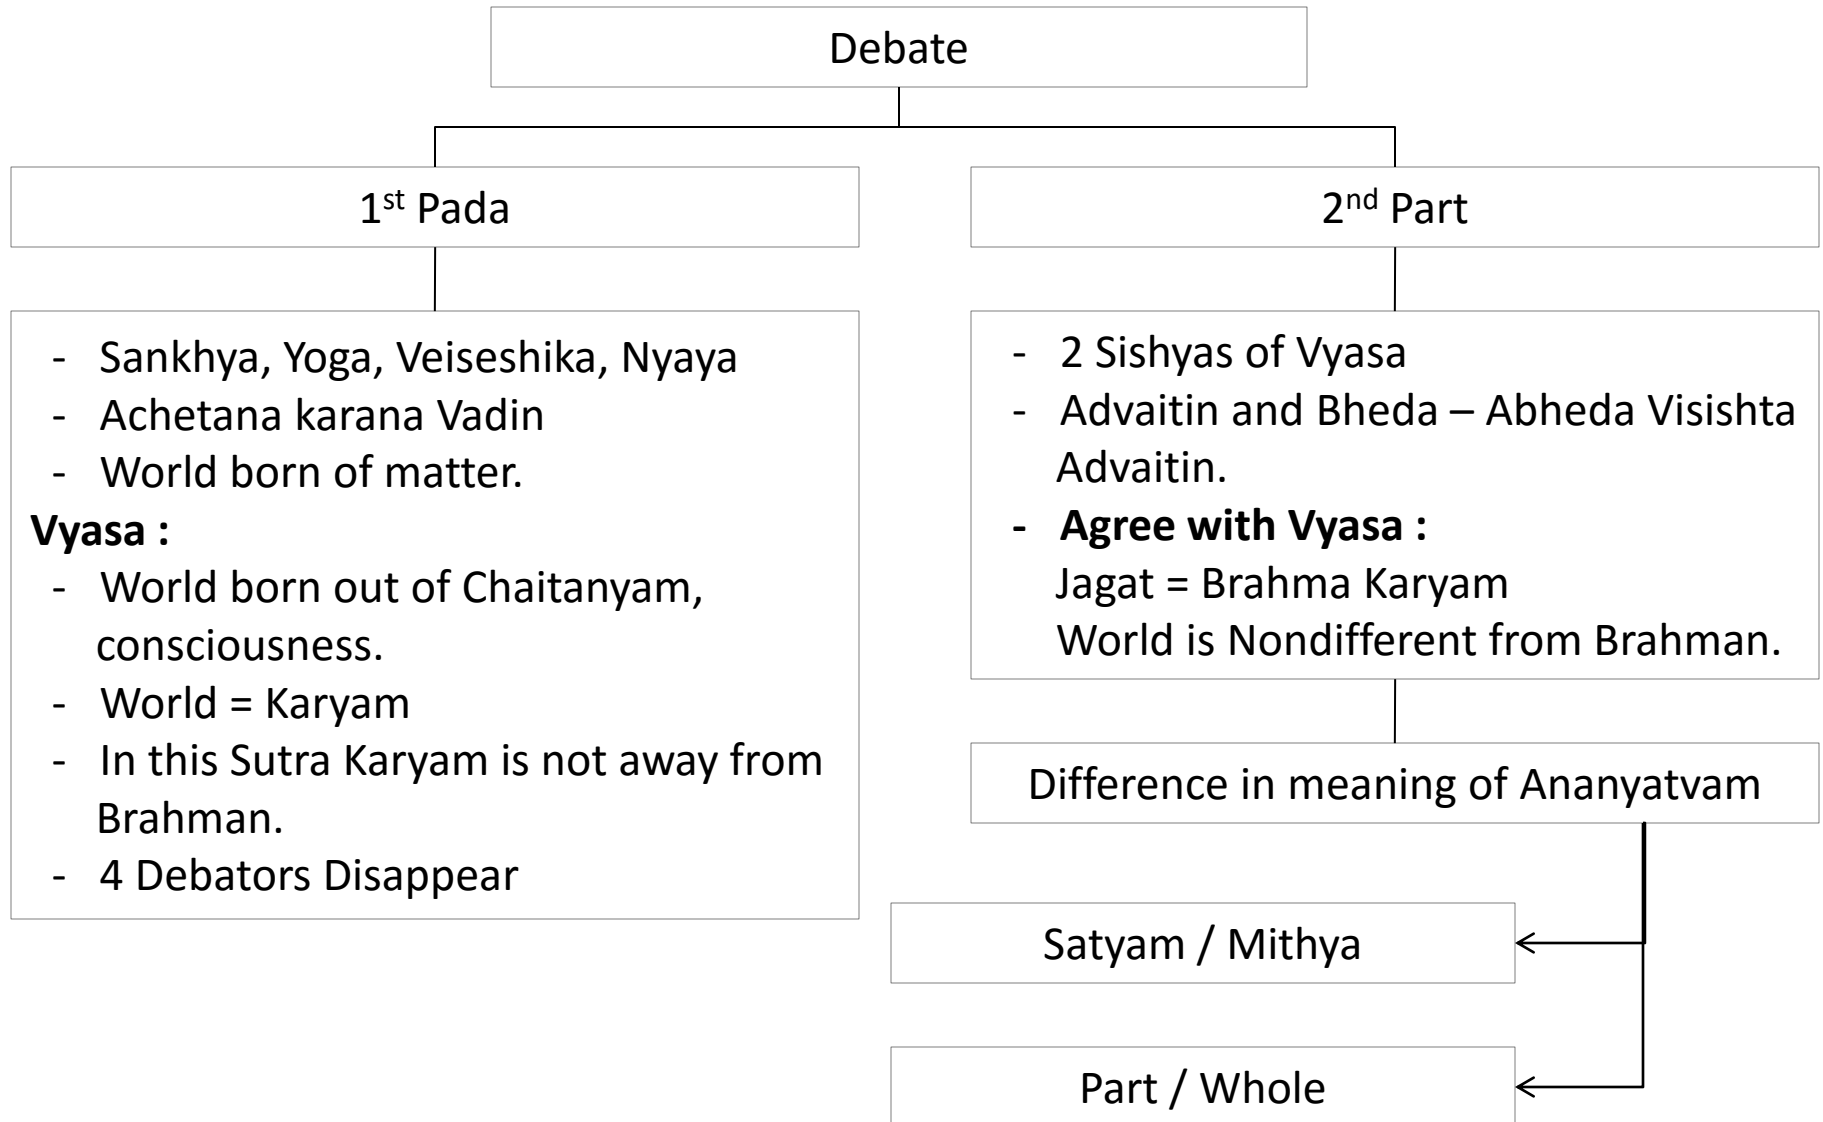 Debate
1st Pada
- Sankhya, Yoga, Veiseshika, Nyaya
- Achetana karana Vadin
- World born of matter.
Vyasa :
- World born out of Chaitanyam,
consciousness.
- World = Karyam
- In this Sutra Karyam is not away from
Brahman.
- 4 Debators Disappear
2nd Part
- 2 Sishyas of Vyasa
- Advaitin and Bheda – Abheda Visishta
Advaitin.
- Agree with Vyasa :
Jagat = Brahma Karyam
World is Nondifferent from Brahman.
Difference in meaning of Ananyatvam
Satyam / Mithya
Part / Whole